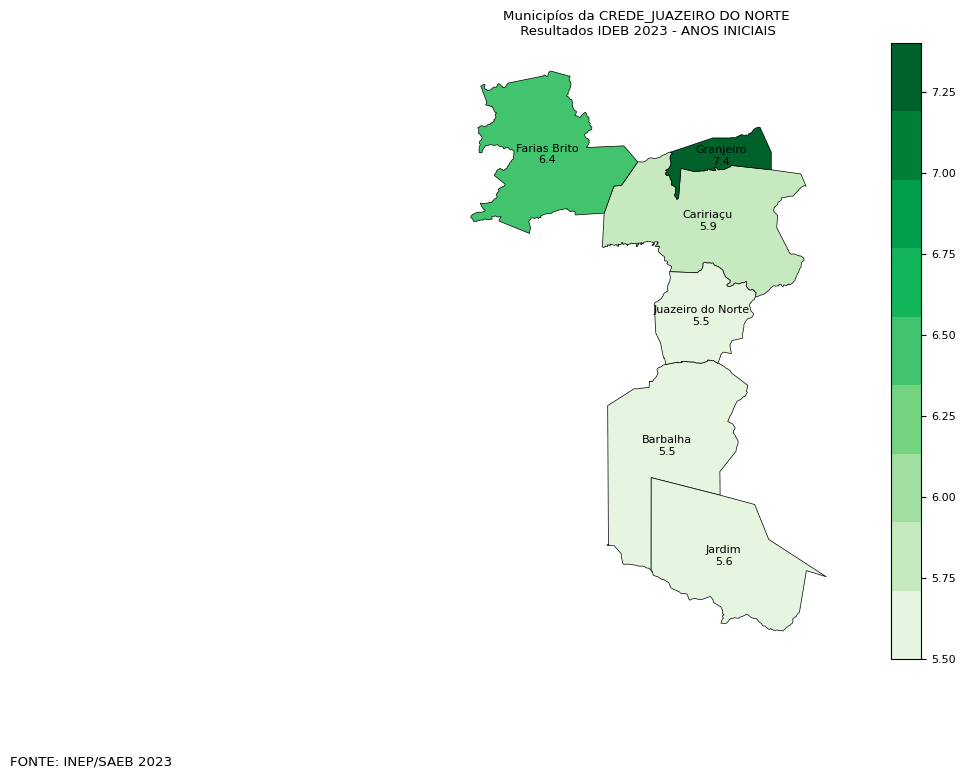 Municipíos da CREDE_JUAZEIRO DO NORTE
Resultados IDEB 2023 - ANOS INICIAIS
Farias Brito
6.4
Granjeiro
7.4
Caririaçu
5.9
Juazeiro do Norte
5.5
Barbalha
5.5
Jardim
5.6
7.25
7.00
6.75
6.50
6.25
6.00
5.75
5.50
FONTE: INEP/SAEB 2023